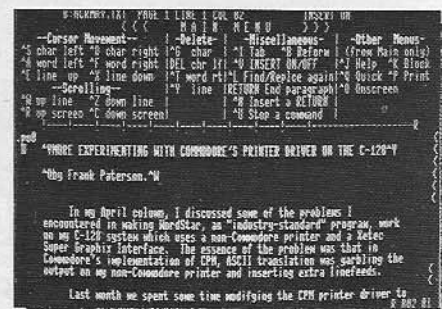 B:ACKMAY.TXT PAGE 1 LINE 1 COL 02 INSERT ON
< < < M A I N   M E N U > > >
--Cursor Movement-- | -Delete- | -Miscellaneous- | -Other Menus-
^S char left ^D char right |^G char | ^I Tab ^B Reform | (from Main only)
^A word left ^F word right |DEL chr lf| ^V INSERT ON/OFF |^J Help ^K Block
^E line up ^X line down |^T word rt|^L Find/Replce again|^Q Quick ^P Print
--Scrolling-- |^Y line |RETURN End paragraph|^O Onscreen
^W up line ^Z down line | | ^N Insert a RETURN |
^R up screen ^C down screen| | ^U Stop a command |
.po8
^VMORE EXPERIMENTING WITH COMMODORE'S PRINTER DRIVER ON THE C-128^V
^Oby Frank Paterson.^W
In my April column, I discussed some of the problems I
encountered in making WordStar, an "industry-standard" program, work
on my C-128 system which uses a non-Commodore printer and a Xetec
Super Graphix Interface. The essence of the problem was that in
Commodore's implementation of CPM, ASCII translation was garbling the
output on my non-Commodore printer and inserting extra linefeeds.
Last month we spent some time modifying the CPM printer driver to